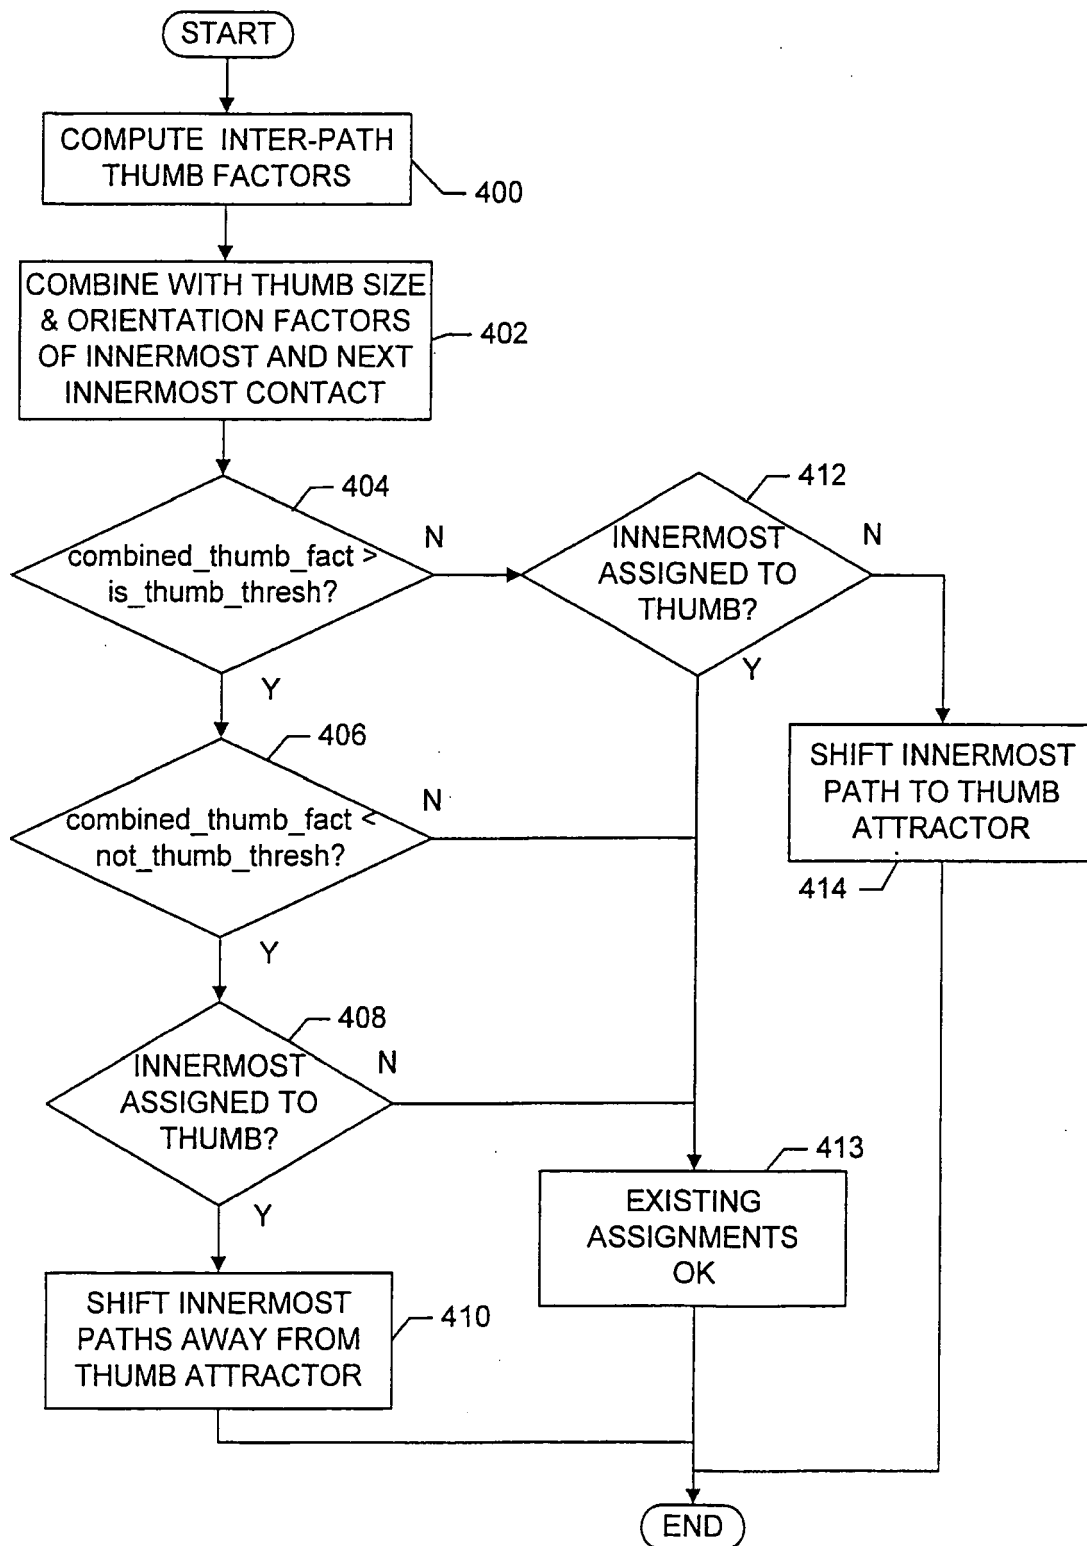 START
COMPUTE INTER-PATH
THUMB FACTORS
400
COMBINE WITH THUMB SIZE
& ORIENTATION FACTORS
OF INNERMOST AND NEXT
INNERMOST CONTACT
402
404
combined_thumb_fact >
is_thumb_thresh?
N
Y
412
INNERMOST
ASSIGNED TO
THUMB?
N
Y
406
combined_thumb_fact <
not_thumb_thresh?
N
Y
SHIFT INNERMOST
PATH TO THUMB
ATTRACTOR
414
408
INNERMOST
ASSIGNED TO
THUMB?
N
Y
413
EXISTING
ASSIGNMENTS
OK
SHIFT INNERMOST
PATHS AWAY FROM
THUMB ATTRACTOR
410
END